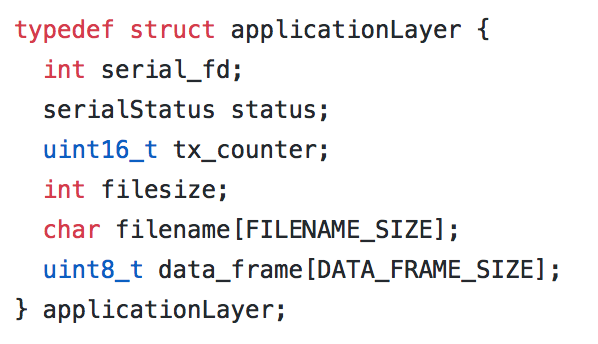 typedef struct applicationLayer {
  int serial_fd;
  serialStatus status;
  uint16_t tx_counter;
  int filesize;
  char filename[FILENAME_SIZE];
  uint8_t data_frame[DATA_FRAME_SIZE];
} applicationLayer;